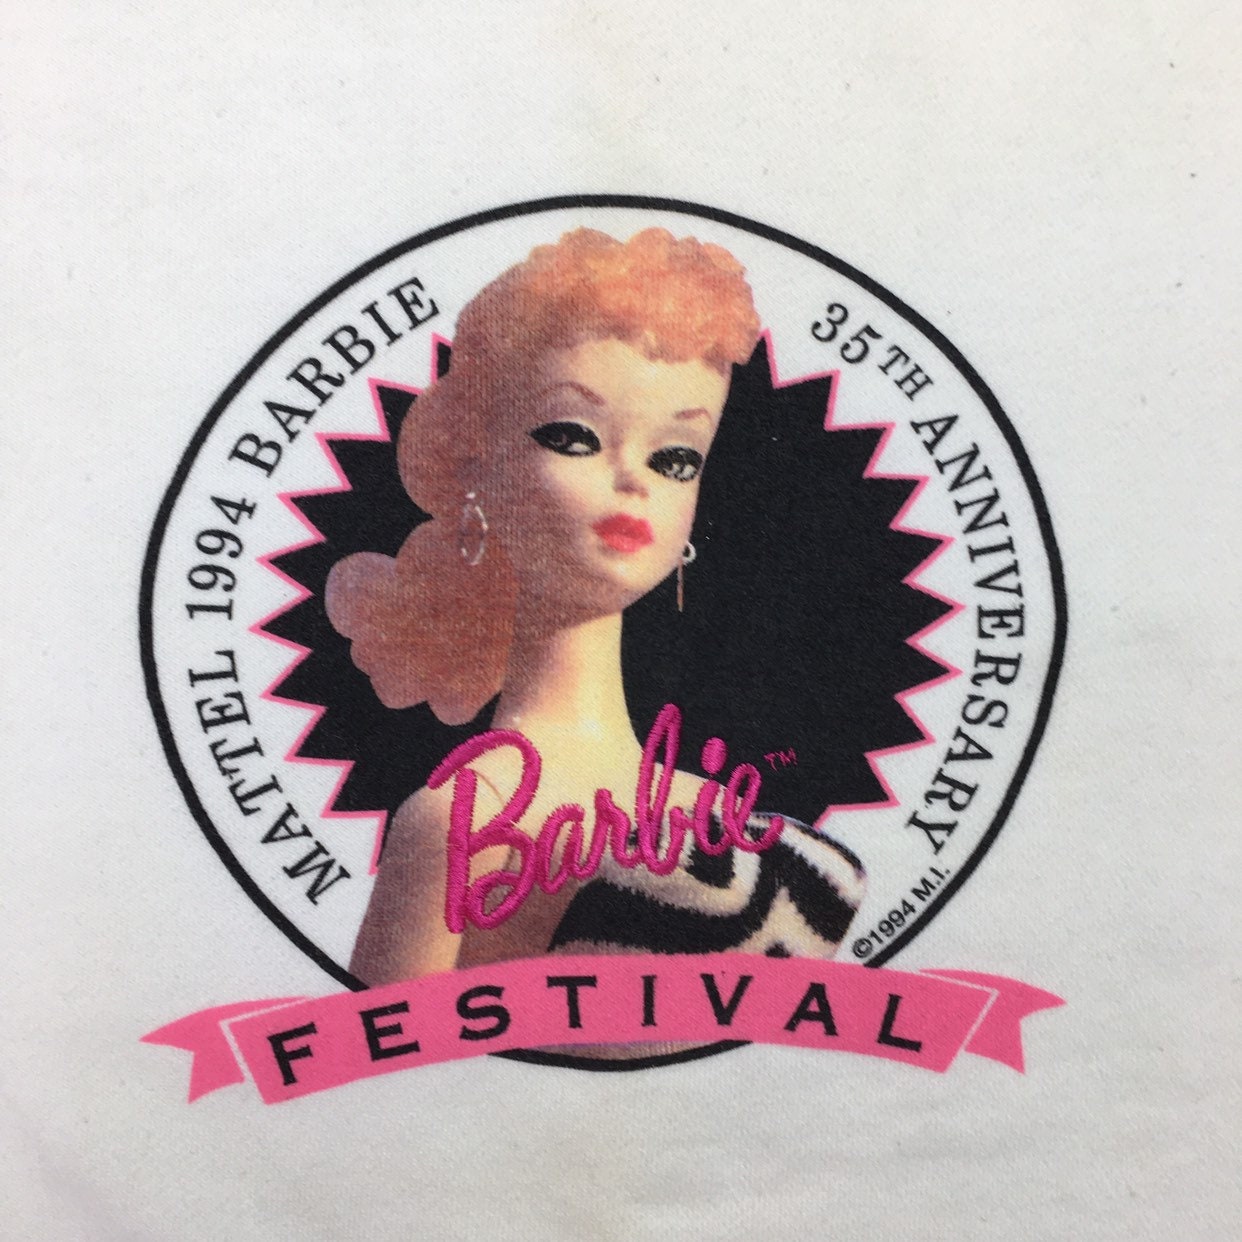 MATTEL 1994 BARBIE
35TH ANNIVERSARY
Barbie™
©1994 M.I.
FESTIVAL